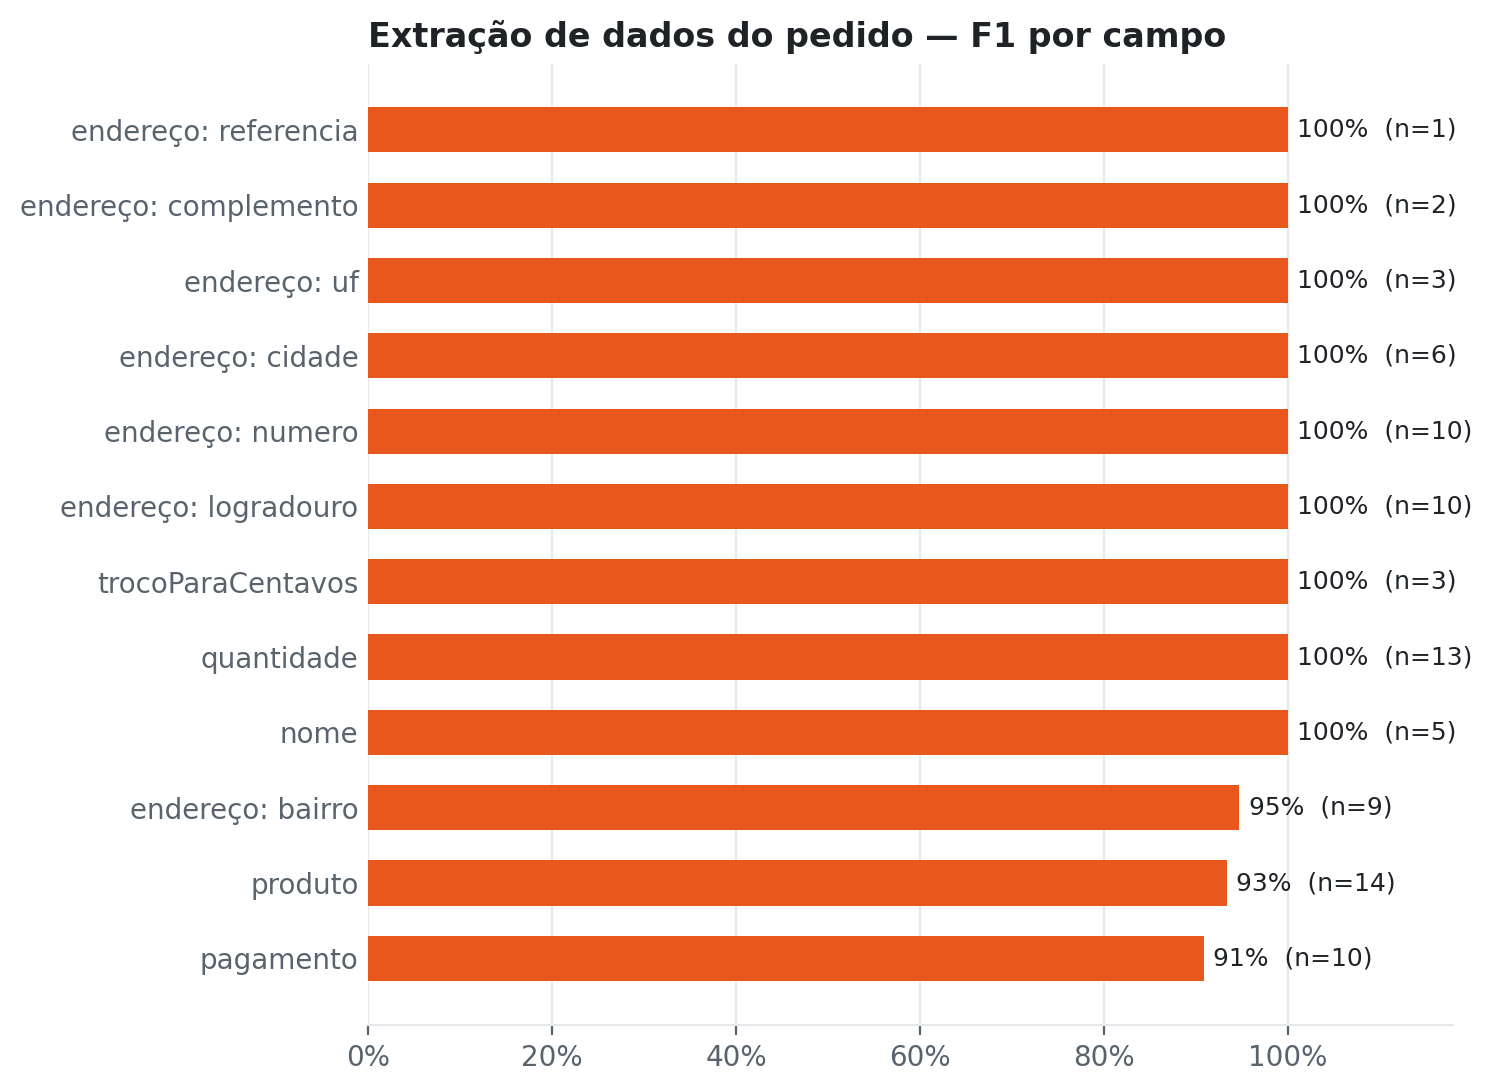 Extração de dados do pedido — F1 por campo
endereço: referencia 100% (n=1)
endereço: complemento 100% (n=2)
endereço: uf 100% (n=3)
endereço: cidade 100% (n=6)
endereço: numero 100% (n=10)
endereço: logradouro 100% (n=10)
trocoParaCentavos 100% (n=3)
quantidade 100% (n=13)
nome 100% (n=5)
endereço: bairro 95% (n=9)
produto 93% (n=14)
pagamento 91% (n=10)
0% 20% 40% 60% 80% 100%